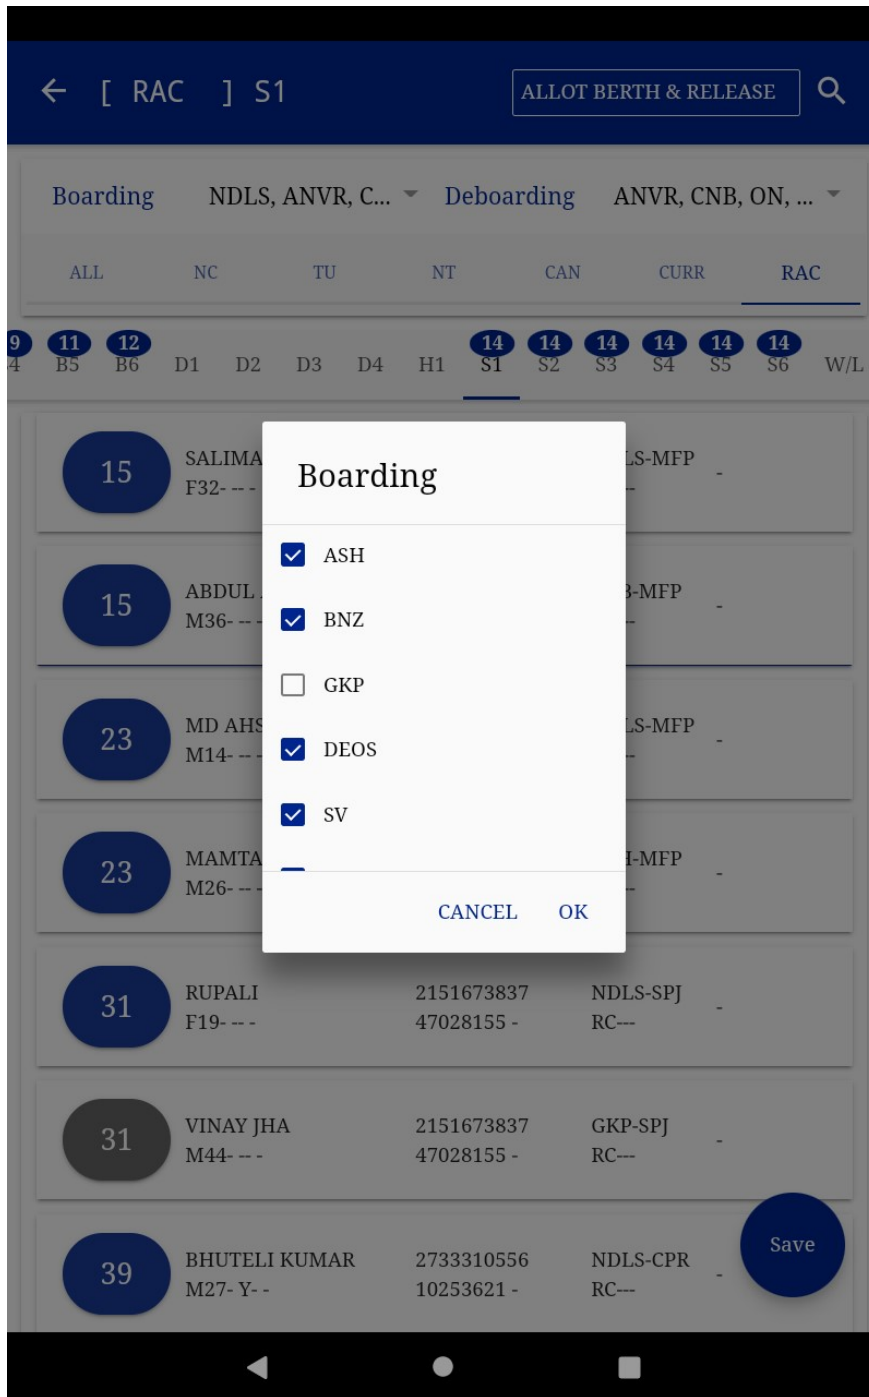 [ RAC ] S1 ALLOT BERTH & RELEASE
Boarding NDLS, ANVR, C... Deboarding ANVR, CNB, ON, ...
ALL NC TU NT CAN CURR RAC
9 11 12 14 14 14 14 14 14
4 B5 B6 D1 D2 D3 D4 H1 S1 S2 S3 S4 S5 S6 W/L
15 SALIMA LS-MFP -
F32- -- - --
15 ABDUL -MFP -
M36- -- - --
23 MD AHS LS-MFP -
M14- -- - --
23 MAMTA -MFP -
M26- -- - --
Boarding
ASH
BNZ
GKP
DEOS
SV
CANCEL OK
31 RUPALI 2151673837 NDLS-SPJ -
F19- -- - 47028155 - RC---
31 VINAY JHA 2151673837 GKP-SPJ -
M44- -- - 47028155 - RC---
39 BHUTELI KUMAR 2733310556 NDLS-CPR -
M27- Y- - 10253621 - RC---
Save